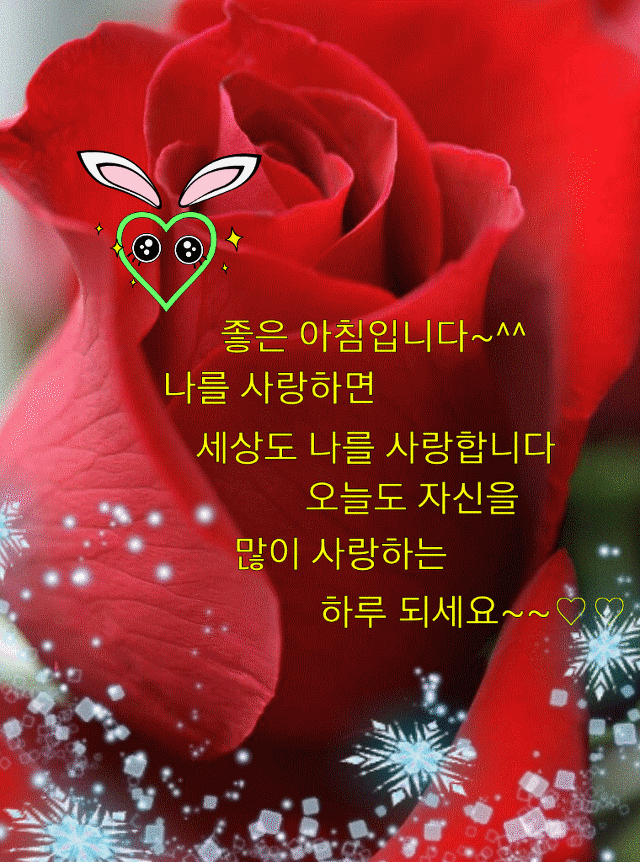 좋은 아침입니다~^^
나를 사랑하면
세상도 나를 사랑합니다
오늘도 자신을
많이 사랑하는
하루 되세요~~♡♡